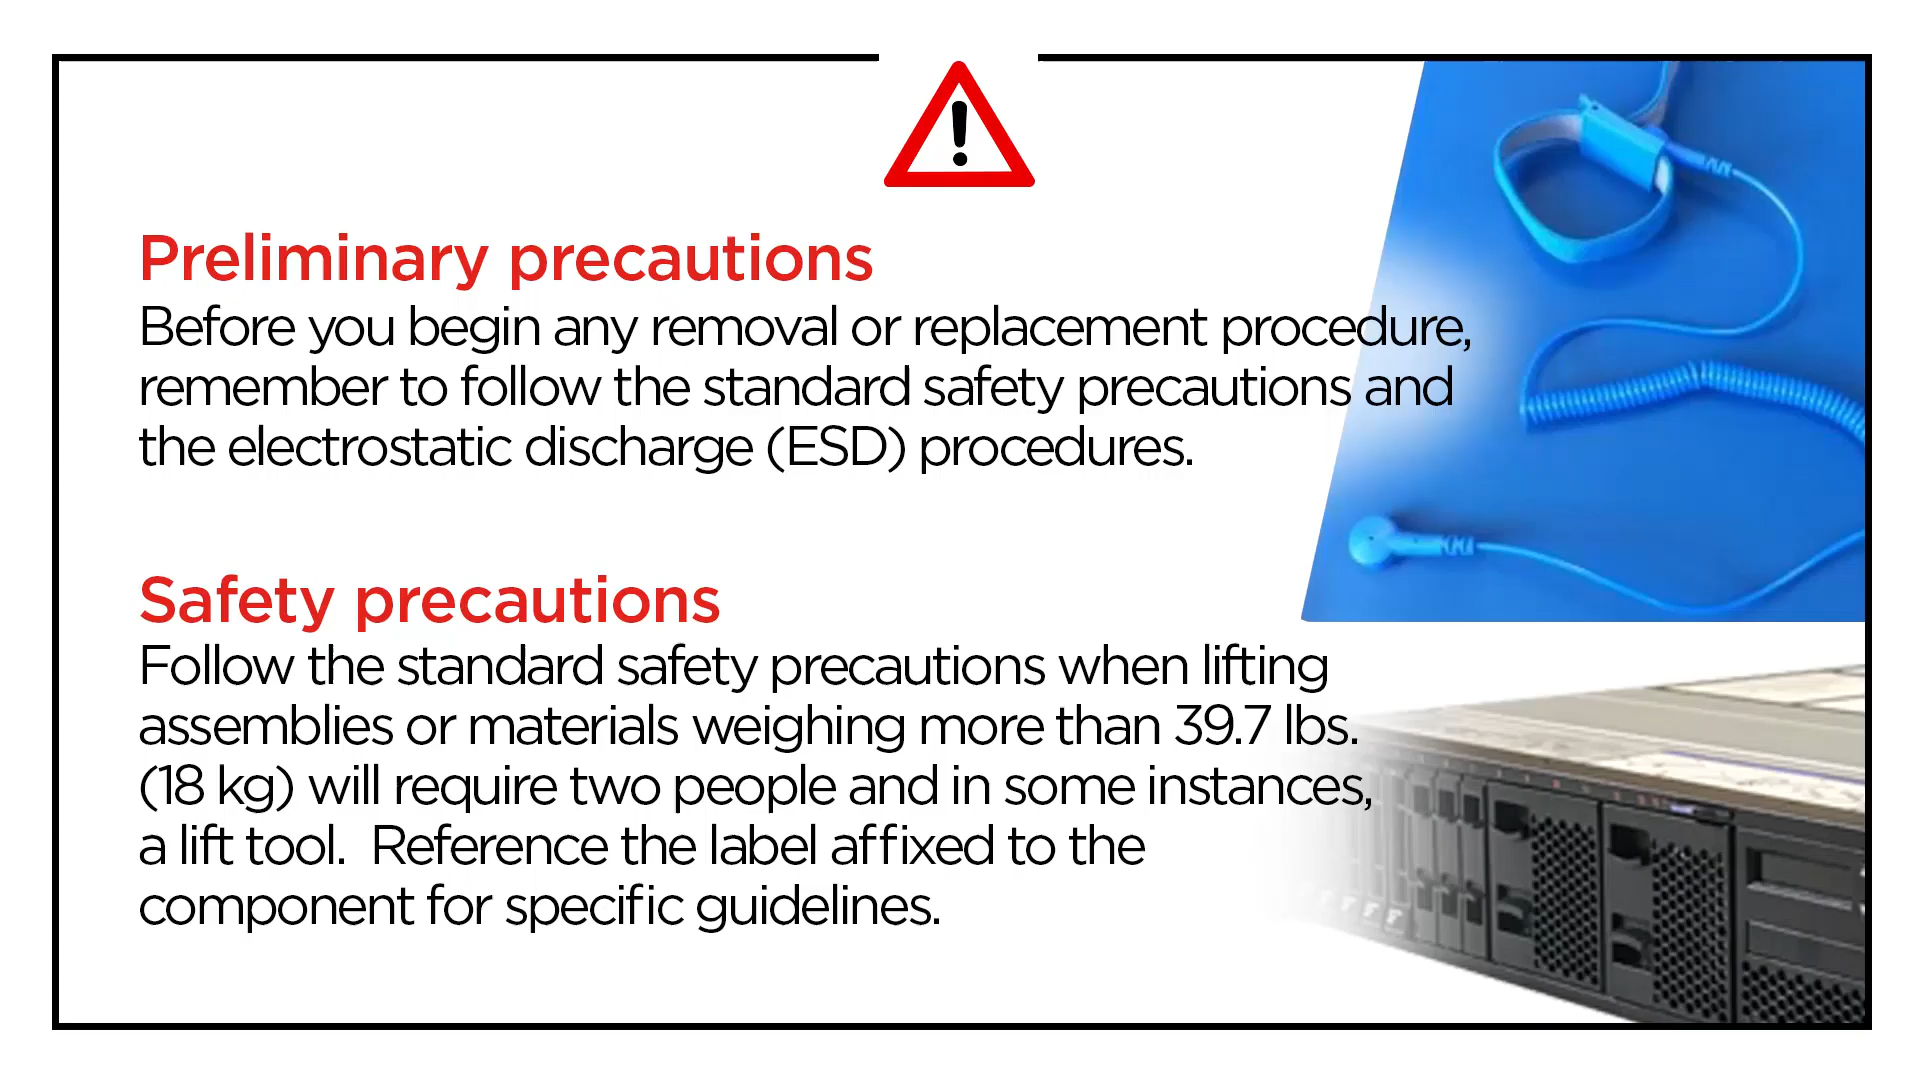 Preliminary precautions
Before you begin any removal or replacement procedure,
remember to follow the standard safety precautions and
the electrostatic discharge (ESD) procedures.
Safety precautions
Follow the standard safety precautions when lifting
assemblies or materials weighing more than 39.7 lbs.
(18 kg) will require two people and in some instances,
a lift tool.  Reference the label affixed to the
component for specific guidelines.